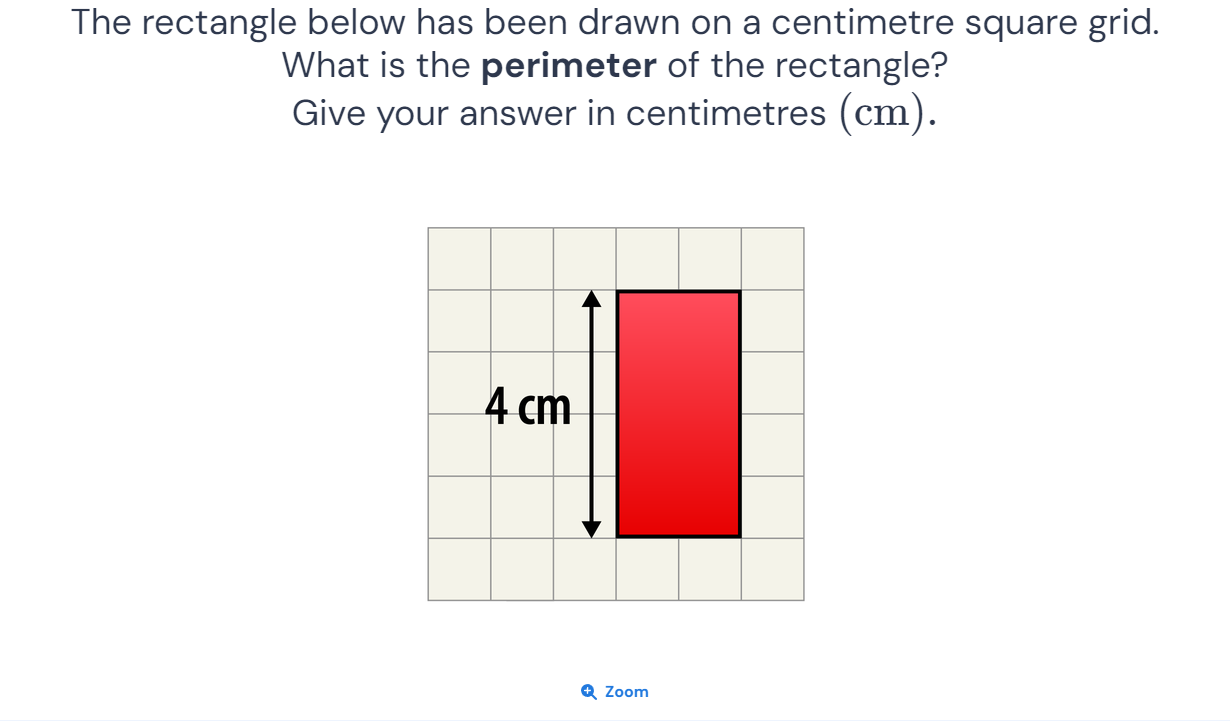 The rectangle below has been drawn on a centimetre square grid.
What is the perimeter of the rectangle?
Give your answer in centimetres (cm).
4 cm
Zoom